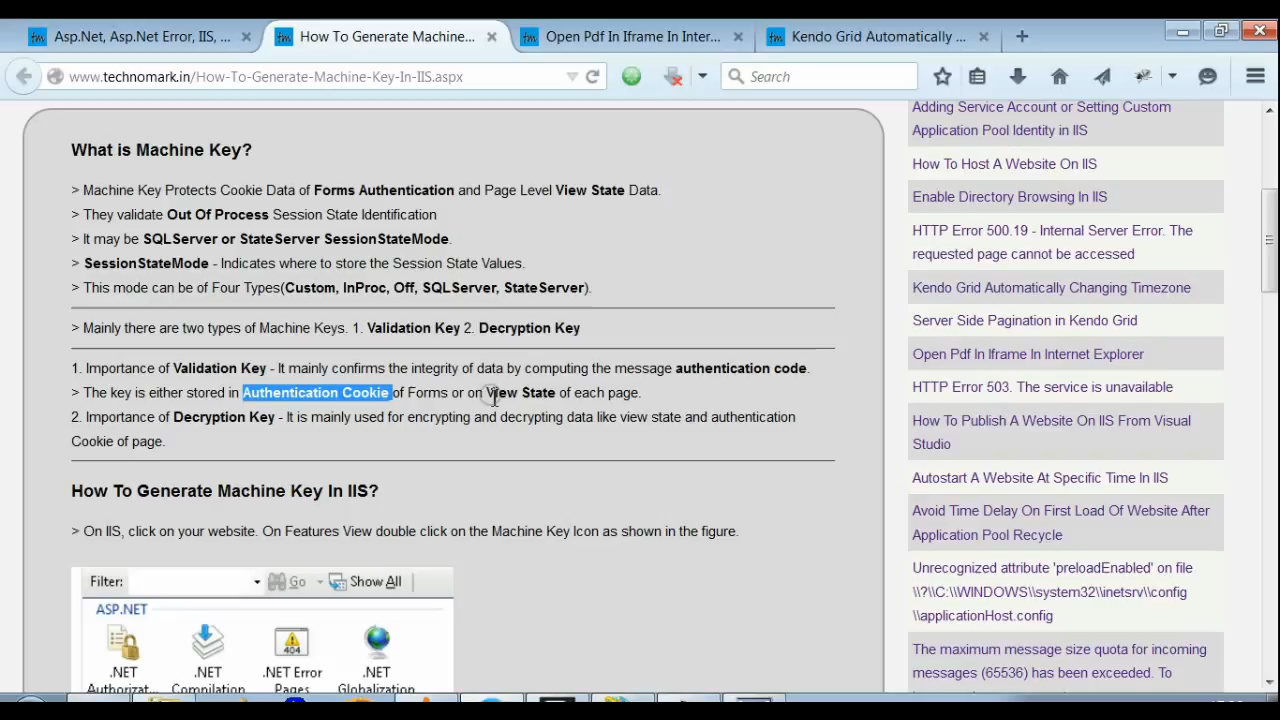 Asp.Net, Asp.Net Error, IIS, ...
How To Generate Machine...
Open Pdf In Iframe In Inter...
Kendo Grid Automatically ...
www.technomark.in/How-To-Generate-Machine-Key-In-IIS.aspx
Search
What is Machine Key?
> Machine Key Protects Cookie Data of Forms Authentication and Page Level View State Data.
> They validate Out Of Process Session State Identification
> It may be SQLServer or StateServer SessionStateMode.
> SessionStateMode - Indicates where to store the Session State Values.
> This mode can be of Four Types(Custom, InProc, Off, SQLServer, StateServer).
> Mainly there are two types of Machine Keys. 1. Validation Key 2. Decryption Key
1. Importance of Validation Key - It mainly confirms the integrity of data by computing the message authentication code.
> The key is either stored in Authentication Cookie of Forms or on View State of each page.
2. Importance of Decryption Key - It is mainly used for encrypting and decrypting data like view state and authentication
Cookie of page.
How To Generate Machine Key In IIS?
> On IIS, click on your website. On Features View double click on the Machine Key Icon as shown in the figure.
Filter:
Go
Show All
ASP.NET
.NET Authorizat...
.NET Compilation
404
.NET Error Pages
.NET Globalization
Adding Service Account or Setting Custom
Application Pool Identity in IIS
How To Host A Website On IIS
Enable Directory Browsing In IIS
HTTP Error 500.19 - Internal Server Error. The
requested page cannot be accessed
Kendo Grid Automatically Changing Timezone
Server Side Pagination in Kendo Grid
Open Pdf In Iframe In Internet Explorer
HTTP Error 503. The service is unavailable
How To Publish A Website On IIS From Visual
Studio
Autostart A Website At Specific Time In IIS
Avoid Time Delay On First Load Of Website After
Application Pool Recycle
Unrecognized attribute 'preloadEnabled' on file
\\?\\C:\\WINDOWS\\system32\\inetsrv\\config
\\applicationHost.config
The maximum message size quota for incoming
messages (65536) has been exceeded. To